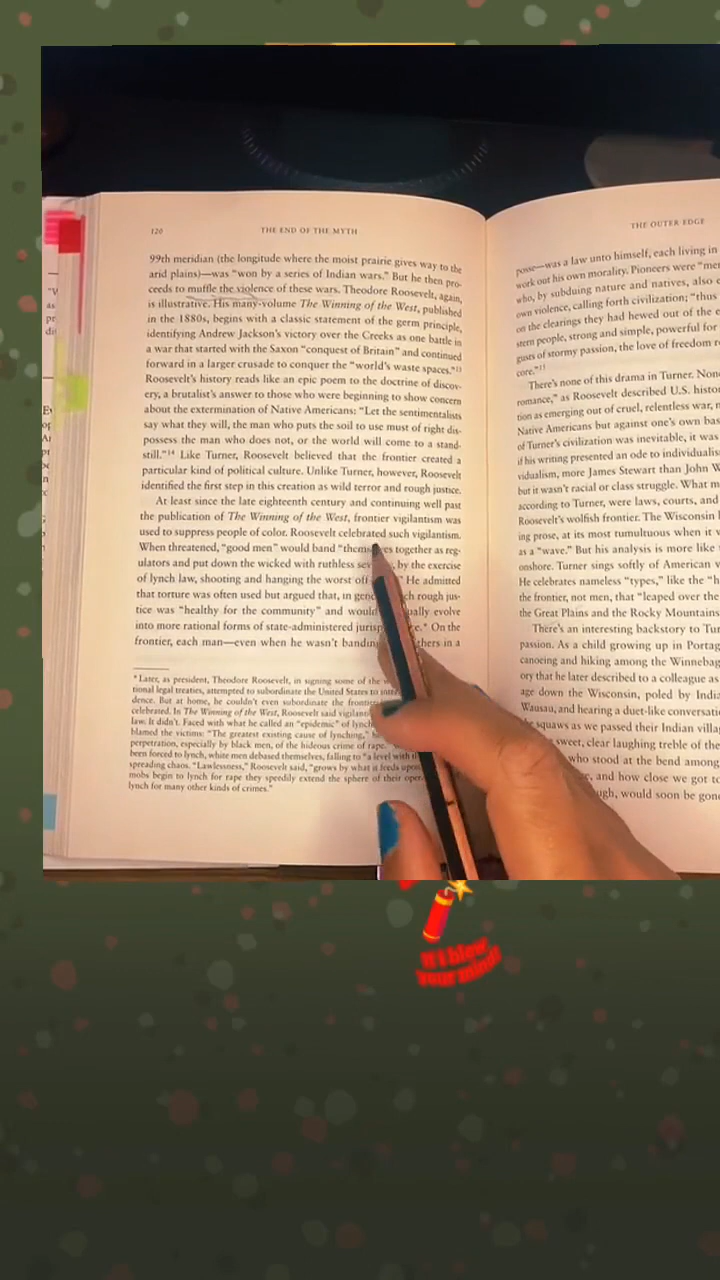 120
THE END OF THE MYTH
99th meridian (the longitude where the moist prairie gives way to the
arid plains)—was "won by a series of Indian wars." But he then pro-
ceeds to muffle the violence of these wars. Theodore Roosevelt, again,
is illustrative. His many-volume The Winning of the West, published
in the 1880s, begins with a classic statement of the germ principle,
identifying Andrew Jackson's victory over the Creeks as one battle in
a war that started with the Saxon "conquest of Britain" and continued
forward in a larger crusade to conquer the "world's waste spaces."13
Roosevelt's history reads like an epic poem to the doctrine of discov-
ery, a brutalist's answer to those who were beginning to show concern
about the extermination of Native Americans: "Let the sentimentalists
say what they will, the man who puts the soil to use must of right dis-
possess the man who does not, or the world will come to a stand-
still."14 Like Turner, Roosevelt believed that the frontier created a
particular kind of political culture. Unlike Turner, however, Roosevelt
identified the first step in this creation as wild terror and rough justice.
At least since the late eighteenth century and continuing well past
the publication of The Winning of the West, frontier vigilantism was
used to suppress people of color. Roosevelt celebrated such vigilantism.
When threatened, "good men" would band "themselves together as reg-
ulators and put down the wicked with ruthless by the exercise
of lynch law, shooting and hanging the worst He admitted
that torture was often used but argued that, in rough jus-
tice was "healthy for the community" and would evolve
into more rational forms of state-administered On the
frontier, each man—even when he wasn't banding others in a
*Later, as president, Theodore Roosevelt, in signing some of the
tional legal treaties, attempted to subordinate the United States to
dence. But at home, he couldn't even subordinate the
celebrated. In The Winning of the West, Roosevelt said
law. It didn't. Faced with what he called an "epidemic" of
blamed the victims: "The greatest existing cause of lynching,"
perpetration, especially by black men, of the hideous crime of rape.
been forced to lynch, white men debased themselves, falling to "a level with
spreading chaos. "Lawlessness," Roosevelt said, "grows by what it feeds upon
mobs begin to lynch for rape they speedily extend the sphere of their
lynch for many other kinds of crimes."
THE OUTER EDGE
posse—was a law unto himself, each living in
work out his own morality. Pioneers were
who, by subduing nature and natives, also
own violence, calling forth civilization; "thus
on the clearings they had hewed out of the
stern people, strong and simple, powerful for
gusts of stormy passion, the love of freedom
core."15
There's none of this drama in Turner.
romance," as Roosevelt described U.S.
tion as emerging out of cruel, relentless war,
Native Americans but against one's own
of Turner's civilization was inevitable, it was
if his writing presented an ode to
vidualism, more James Stewart than John
but it wasn't racial or class struggle. What
according to Turner, were laws, courts, and
Roosevelt's wolfish frontier. The Wisconsin
ing prose, at its most tumultuous when it
as a "wave." But his analysis is more like
onshore. Turner sings softly of American
He celebrates nameless "types," like the
the frontier, not men, that "leaped over the
the Great Plains and the Rocky Mountains
There's an interesting backstory to
passion. As a child growing up in Portage
canoeing and hiking among the Winnebago
ory that he later described to a colleague as
age down the Wisconsin, poled by
Wausau, and hearing a duet-like
squaws as we passed their Indian
sweet, clear laughing treble of the
who stood at the bend among
and how close we got to
would soon be gone
If I blew
your mind!